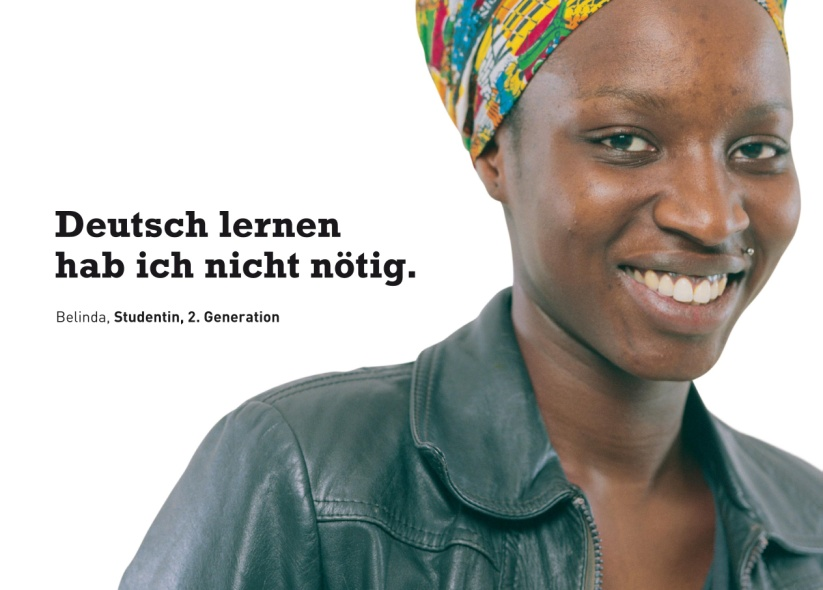 Deutsch lernen
hab ich nicht nötig.
Belinda, Studentin, 2. Generation